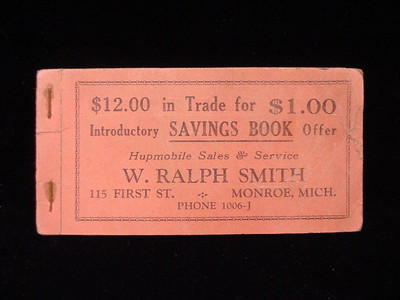 $12.00 in Trade for $1.00
Introductory SAVINGS BOOK Offer
Hupmobile Sales & Service
W. RALPH SMITH
115 FIRST ST. -:- MONROE, MICH.
PHONE 1006-J